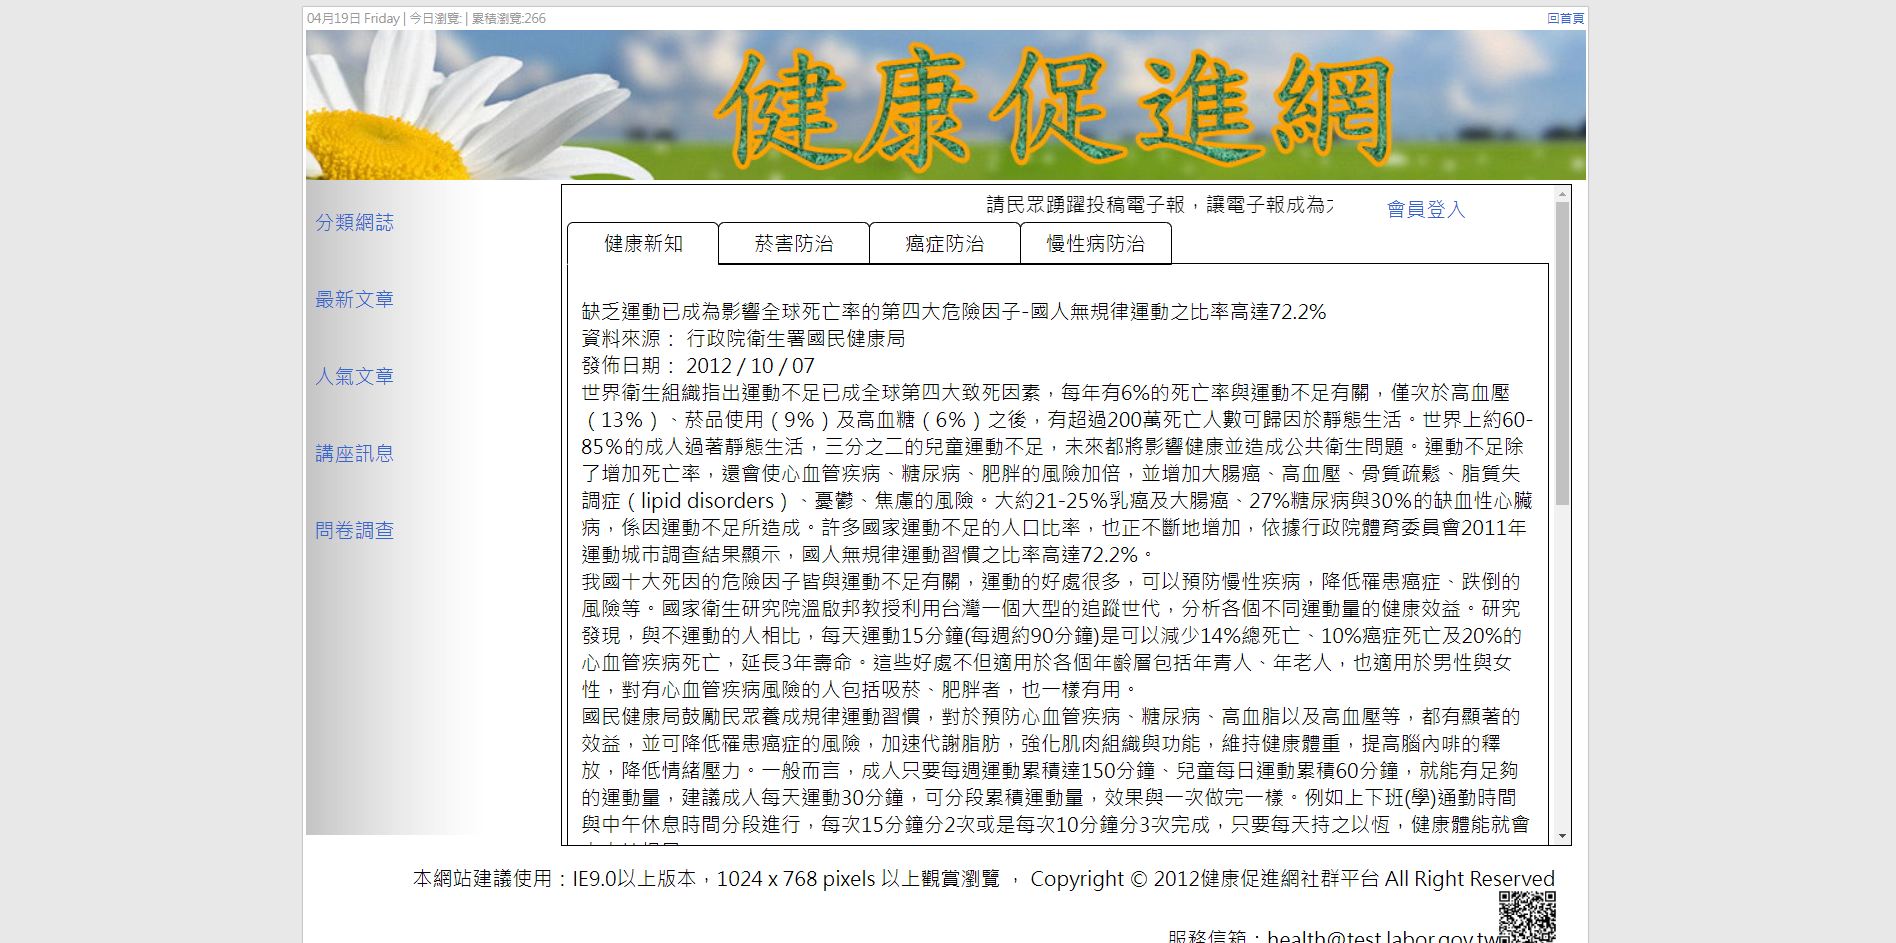 04月19日 Friday | 今日瀏覽: | 累積瀏覽:266
回首頁
健康促進網
分類網誌
最新文章
人氣文章
講座訊息
問卷調查
請民眾踴躍投稿電子報，讓電子報成為
會員登入
健康新知 菸害防治 癌症防治 慢性病防治
缺乏運動已成為影響全球死亡率的第四大危險因子-國人無規律運動之比率高達72.2%
資料來源： 行政院衛生署國民健康局
發佈日期： 2012 / 10 / 07
世界衛生組織指出運動不足已成全球第四大致死因素，每年有6%的死亡率與運動不足有關，僅次於高血壓
（13%）、菸品使用（9%）及高血糖（6%）之後，有超過200萬死亡人數可歸因於靜態生活。世界上約60-
85%的成人過著靜態生活，三分之二的兒童運動不足，未來都將影響健康並造成公共衛生問題。運動不足除
了增加死亡率，還會使心血管疾病、糖尿病、肥胖的風險加倍，並增加大腸癌、高血壓、骨質疏鬆、脂質失
調症（lipid disorders）、憂鬱、焦慮的風險。大約21-25%乳癌及大腸癌、27%糖尿病與30%的缺血性心臟
病，係因運動不足所造成。許多國家運動不足的人口比率，也正不斷地增加，依據行政院體育委員會2011年
運動城市調查結果顯示，國人無規律運動習慣之比率高達72.2%。
我國十大死因的危險因子皆與運動不足有關，運動的好處很多，可以預防慢性疾病，降低罹患癌症、跌倒的
風險等。國家衛生研究院溫啟邦教授利用台灣一個大型的追蹤世代，分析各個不同運動量的健康效益。研究
發現，與不運動的人相比，每天運動15分鐘(每週約90分鐘)是可以減少14%總死亡、10%癌症死亡及20%的
心血管疾病死亡，延長3年壽命。這些好處不但適用於各個年齡層包括年青人、年老人，也適用於男性與女
性，對有心血管疾病風險的人包括吸菸、肥胖者，也一樣有用。
國民健康局鼓勵民眾養成規律運動習慣，對於預防心血管疾病、糖尿病、高血脂以及高血壓等，都有顯著的
效益，並可降低罹患癌症的風險，加速代謝脂肪，強化肌肉組織與功能，維持健康體重，提高腦內啡的釋
放，降低情緒壓力。一般而言，成人只要每週運動累積達150分鐘、兒童每日運動累積60分鐘，就能有足夠
的運動量，建議成人每天運動30分鐘，可分段累積運動量，效果與一次做完一樣。例如上下班(學)通勤時間
與中午休息時間分段進行，每次15分鐘分2次或是每次10分鐘分3次完成，只要每天持之以恆，健康體能就會
本網站建議使用：IE9.0以上版本，1024 x 768 pixels 以上觀賞瀏覽 ， Copyright © 2012健康促進網社群平台 All Right Reserved
服務信箱：health@test.labor.gov.tw